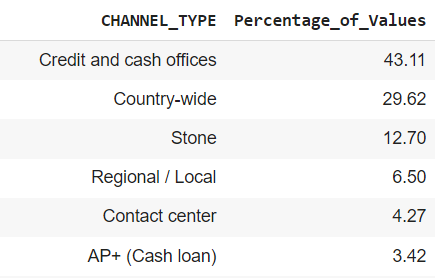 CHANNEL_TYPE Percentage_of_Values
Credit and cash offices 43.11
Country-wide 29.62
Stone 12.70
Regional / Local 6.50
Contact center 4.27
AP+ (Cash loan) 3.42